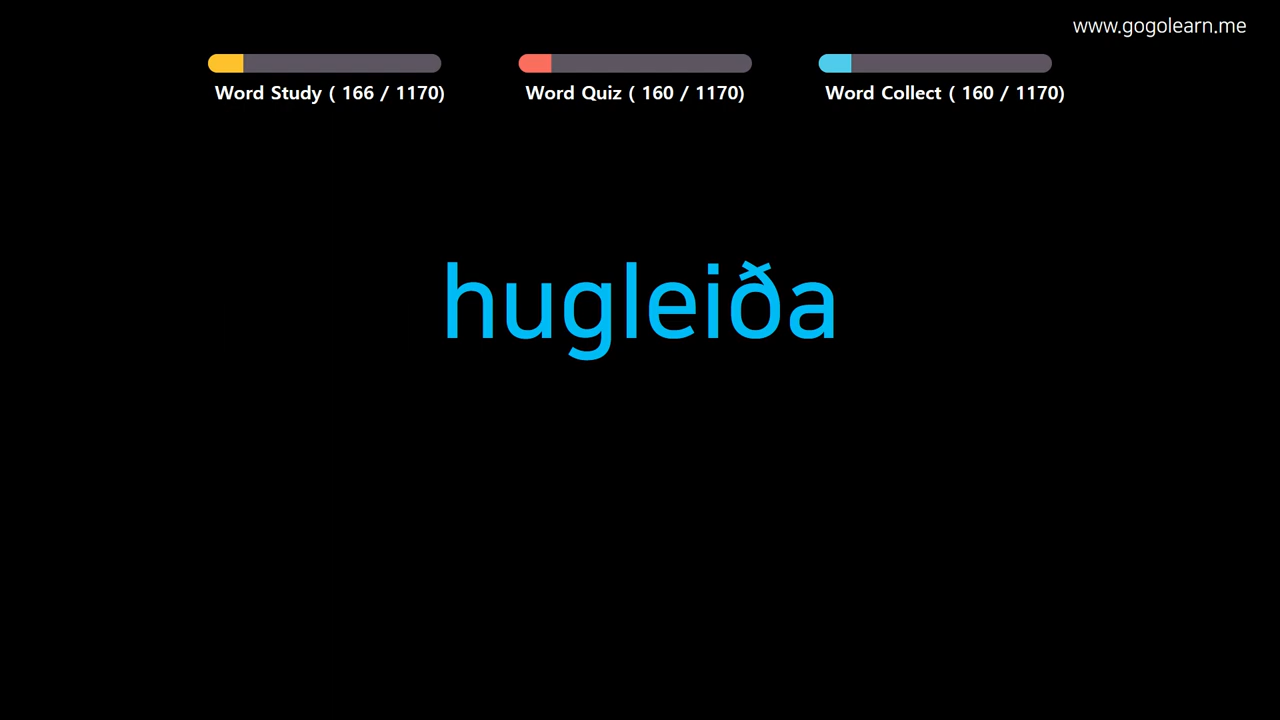 www.gogolearn.me
Word Study ( 166 / 1170)
Word Quiz ( 160 / 1170)
Word Collect ( 160 / 1170)
hugleiða